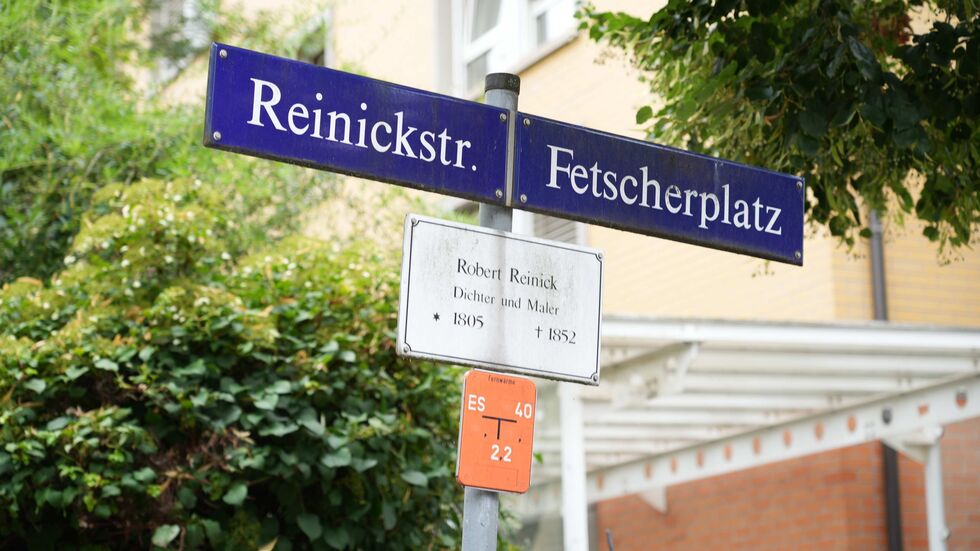 Reinickstr.
Fetscherplatz
Robert Reinick
Dichter und Maler
* 1805 † 1852
Fernwärme
ES 40
2.2